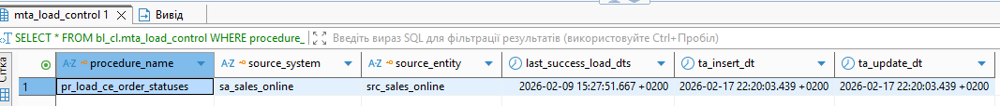 mta_load_control 1 Вивід
SELECT * FROM bl_cl.mta_load_control WHERE procedure_ Введіть вираз SQL для фільтрації результатів (використовуйте Ctrl+Пробіл)
Сітка
A-Z procedure_name A-Z source_system A-Z source_entity last_success_load_dts ta_insert_dt ta_update_dt
1 pr_load_ce_order_statuses sa_sales_online src_sales_online 2026-02-09 15:27:51.667 +0200 2026-02-17 22:20:03.439 +0200 2026-02-17 22:20:03.439 +0200